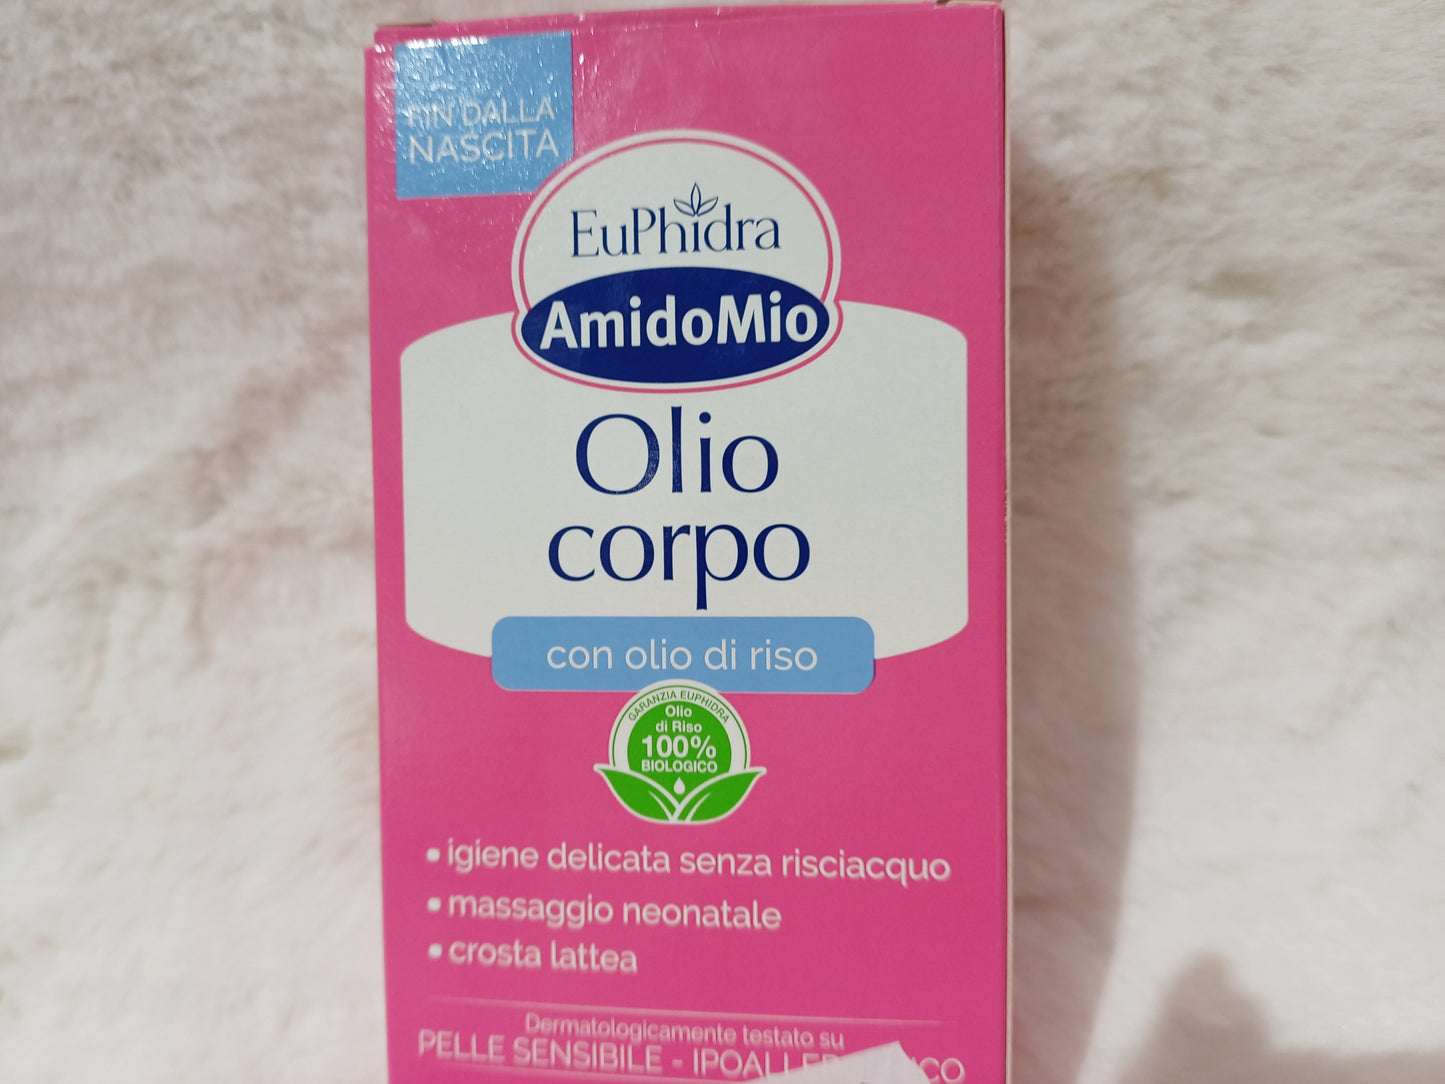 FIN DALLA
NASCITA
EuPhidra
AmidoMio
Olio
corpo
con olio di riso
GARANZIA EUPHIDRA
Olio
di Riso
100%
BIOLOGICO
• igiene delicata senza risciacquo
• massaggio neonatale
• crosta lattea
Dermatologicamente testato su
PELLE SENSIBILE -